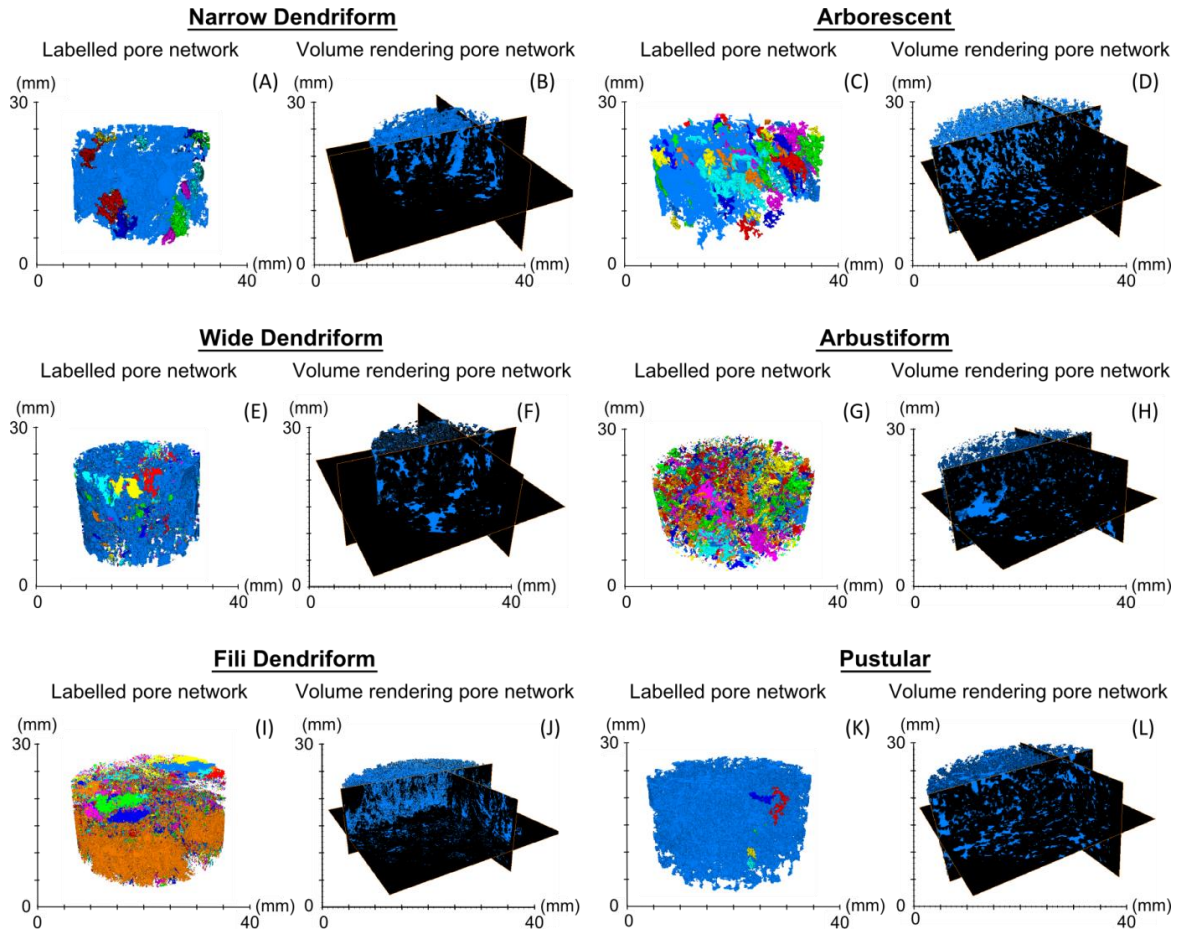 Narrow Dendriform
Arborescent
Labelled pore network
Volume rendering pore network
Labelled pore network
Volume rendering pore network
(mm)
(A)
(mm)
(B)
(mm)
(C)
(mm)
(D)
30
30
30
30
0
0
0
0
0
40
(mm)
0
40
(mm)
0
40
(mm)
0
40
(mm)
Wide Dendriform
Arbustiform
Labelled pore network
Volume rendering pore network
Labelled pore network
Volume rendering pore network
(mm)
(E)
(mm)
(F)
(mm)
(G)
(mm)
(H)
30
30
30
30
0
0
0
0
0
40
(mm)
0
40
(mm)
0
40
(mm)
0
40
(mm)
Fili Dendriform
Pustular
Labelled pore network
Volume rendering pore network
Labelled pore network
Volume rendering pore network
(mm)
(I)
(mm)
(J)
(mm)
(K)
(mm)
(L)
30
30
30
30
0
0
0
0
0
40
(mm)
0
40
(mm)
0
40
(mm)
0
40
(mm)